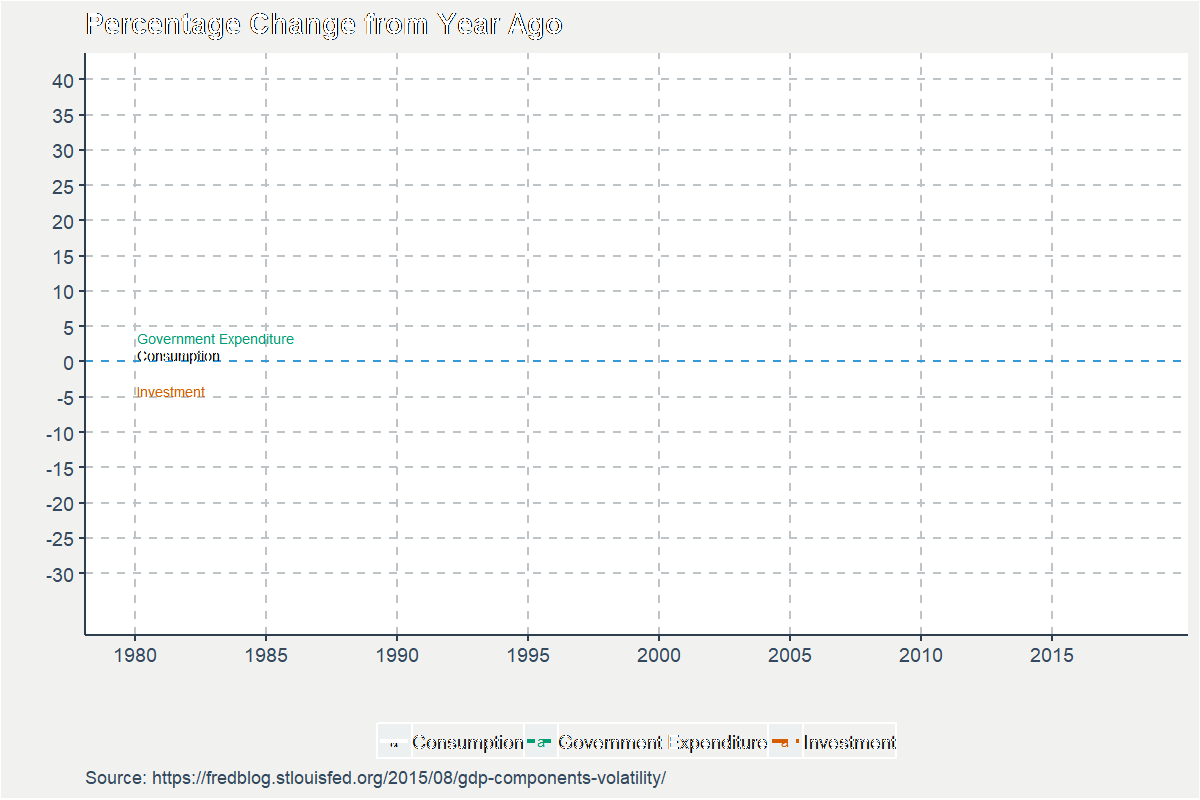 Percentage Change from Year Ago
40
35
30
25
20
15
10
5
Government Expenditure
Consumption
0
Investment
-5
-10
-15
-20
-25
-30
1980 1985 1990 1995 2000 2005 2010 2015
a Consumption a Government Expenditure a Investment
Source: https://fredblog.stlouisfed.org/2015/08/gdp-components-volatility/